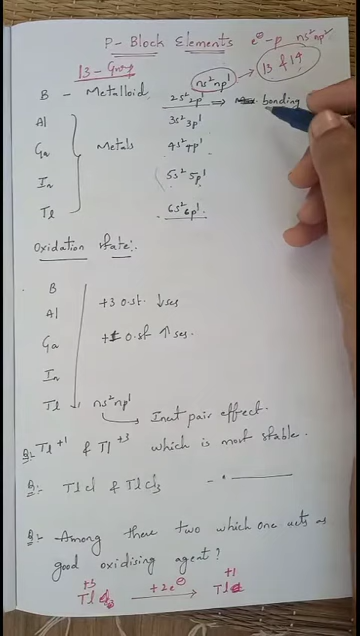 P- Block Elements e⊖-p ns²np²
13 - Group ns²np¹ → 13 & 14
B - Metalloid 2s²2p¹ → bonding
Al 3s²3p¹
Ga Metals 4s²4p¹
In 5s²5p¹
Tl 6s²6p¹
Oxidation state:
B
Al +3 o.st. ↓ses
Ga +1 o.st ↑ses.
In
Tl ns²np¹
→ Inert pair effect.
Q:- Tl⁺¹ & Tl⁺³ which is most stable.
Q:- TlCl & TlCl₃ - " ———
Q:- Among these two which one acts as
good oxidising agent?
+3 +1
Tl +2e⊖ → Tl